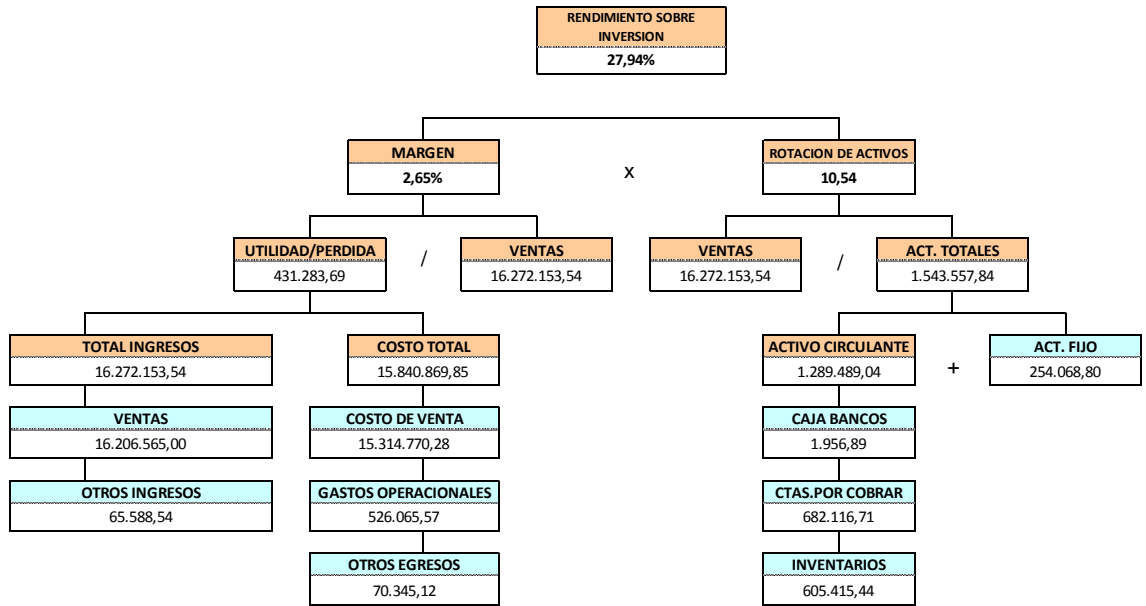 RENDIMIENTO SOBRE
INVERSION
27,94%
MARGEN
2,65%
x
ROTACION DE ACTIVOS
10,54
UTILIDAD/PERDIDA
431.283,69
/
VENTAS
16.272.153,54
VENTAS
16.272.153,54
/
ACT. TOTALES
1.543.557,84
TOTAL INGRESOS
16.272.153,54
COSTO TOTAL
15.840.869,85
ACTIVO CIRCULANTE
1.289.489,04
+
ACT. FIJO
254.068,80
VENTAS
16.206.565,00
COSTO DE VENTA
15.314.770,28
CAJA BANCOS
1.956,89
OTROS INGRESOS
65.588,54
GASTOS OPERACIONALES
526.065,57
CTAS.POR COBRAR
682.116,71
OTROS EGRESOS
70.345,12
INVENTARIOS
605.415,44